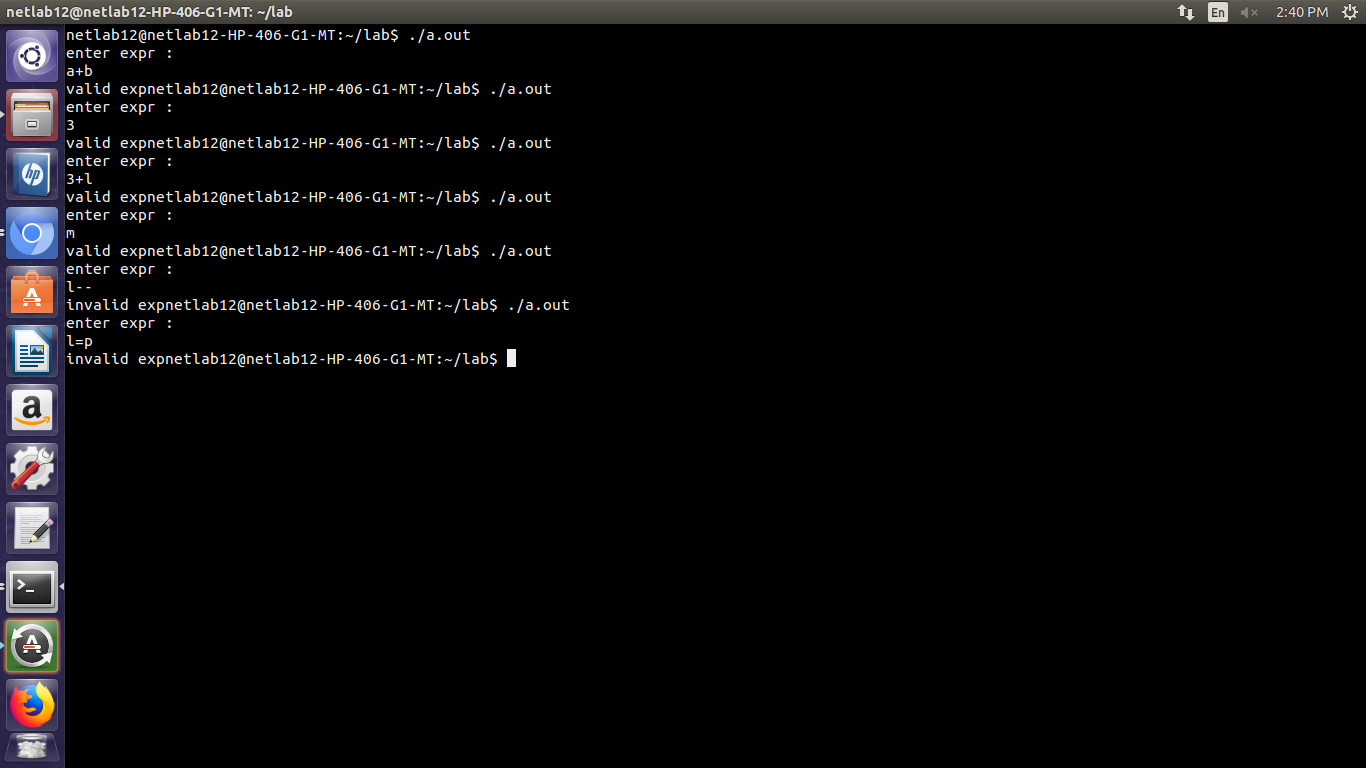 netlab12@netlab12-HP-406-G1-MT: ~/lab
En
2:40 PM
netlab12@netlab12-HP-406-G1-MT:~/lab$ ./a.out
enter expr :
a+b
valid expnetlab12@netlab12-HP-406-G1-MT:~/lab$ ./a.out
enter expr :
3
valid expnetlab12@netlab12-HP-406-G1-MT:~/lab$ ./a.out
enter expr :
3+l
valid expnetlab12@netlab12-HP-406-G1-MT:~/lab$ ./a.out
enter expr :
m
valid expnetlab12@netlab12-HP-406-G1-MT:~/lab$ ./a.out
enter expr :
l--
invalid expnetlab12@netlab12-HP-406-G1-MT:~/lab$ ./a.out
enter expr :
l=p
invalid expnetlab12@netlab12-HP-406-G1-MT:~/lab$
hp
a
>_